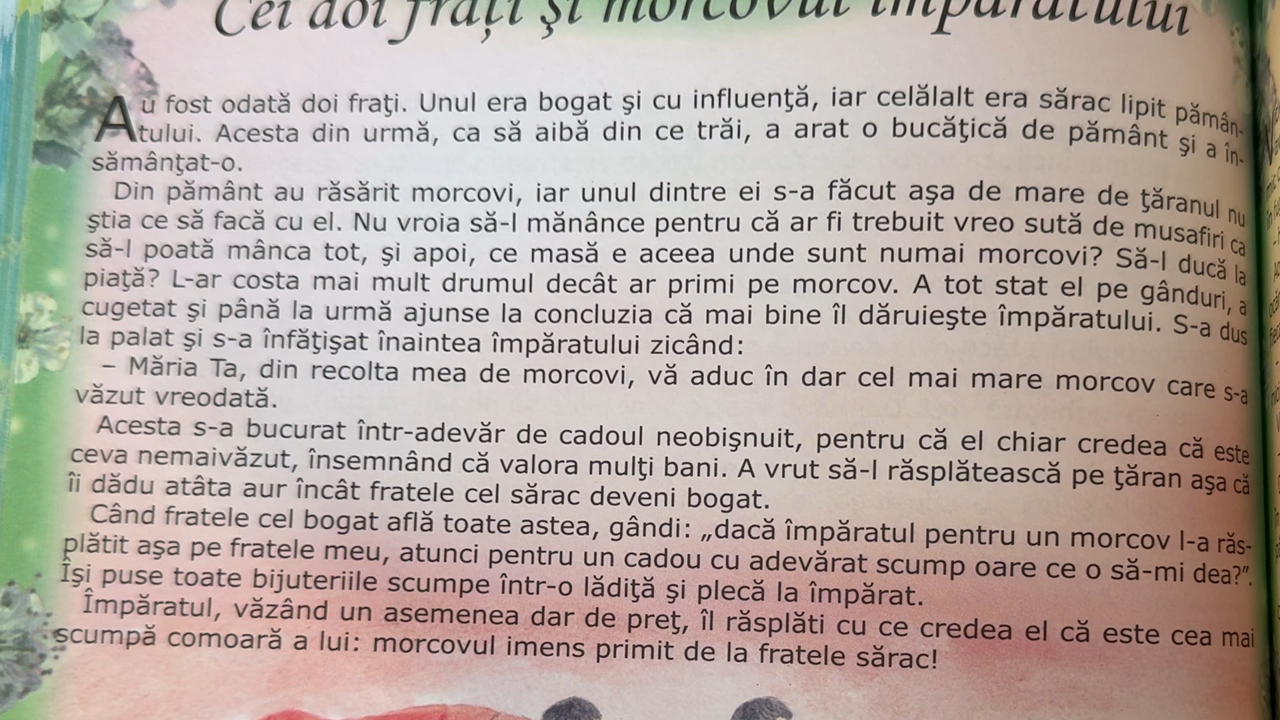 Cei doi frați și morcovul împăratului
Au fost odată doi fraţi. Unul era bogat şi cu influenţă, iar celălalt era sărac lipit pămân-
tului. Acesta din urmă, ca să aibă din ce trăi, a arat o bucăţică de pământ şi a în-
sămânţat-o.
Din pământ au răsărit morcovi, iar unul dintre ei s-a făcut aşa de mare de ţăranul nu
ştia ce să facă cu el. Nu vroia să-l mănânce pentru că ar fi trebuit vreo sută de musafiri ca
să-l poată mânca tot, şi apoi, ce masă e aceea unde sunt numai morcovi? Să-l ducă la
piaţă? L-ar costa mai mult drumul decât ar primi pe morcov. A tot stat el pe gânduri, a
cugetat şi până la urmă ajunse la concluzia că mai bine îl dăruieşte împăratului. S-a dus
la palat şi s-a înfăţişat înaintea împăratului zicând:
– Măria Ta, din recolta mea de morcovi, vă aduc în dar cel mai mare morcov care s-a
văzut vreodată.
Acesta s-a bucurat într-adevăr de cadoul neobişnuit, pentru că el chiar credea că este
ceva nemaivăzut, însemnând că valora mulţi bani. A vrut să-l răsplătească pe ţăran aşa că
îi dădu atâta aur încât fratele cel sărac deveni bogat.
Când fratele cel bogat află toate astea, gândi: „dacă împăratul pentru un morcov l-a răs-
plătit aşa pe fratele meu, atunci pentru un cadou cu adevărat scump oare ce o să-mi dea?”.
Îşi puse toate bijuteriile scumpe într-o lădiţă şi plecă la împărat.
Împăratul, văzând un asemenea dar de preţ, îl răsplăti cu ce credea el că este cea mai
scumpă comoară a lui: morcovul imens primit de la fratele sărac!